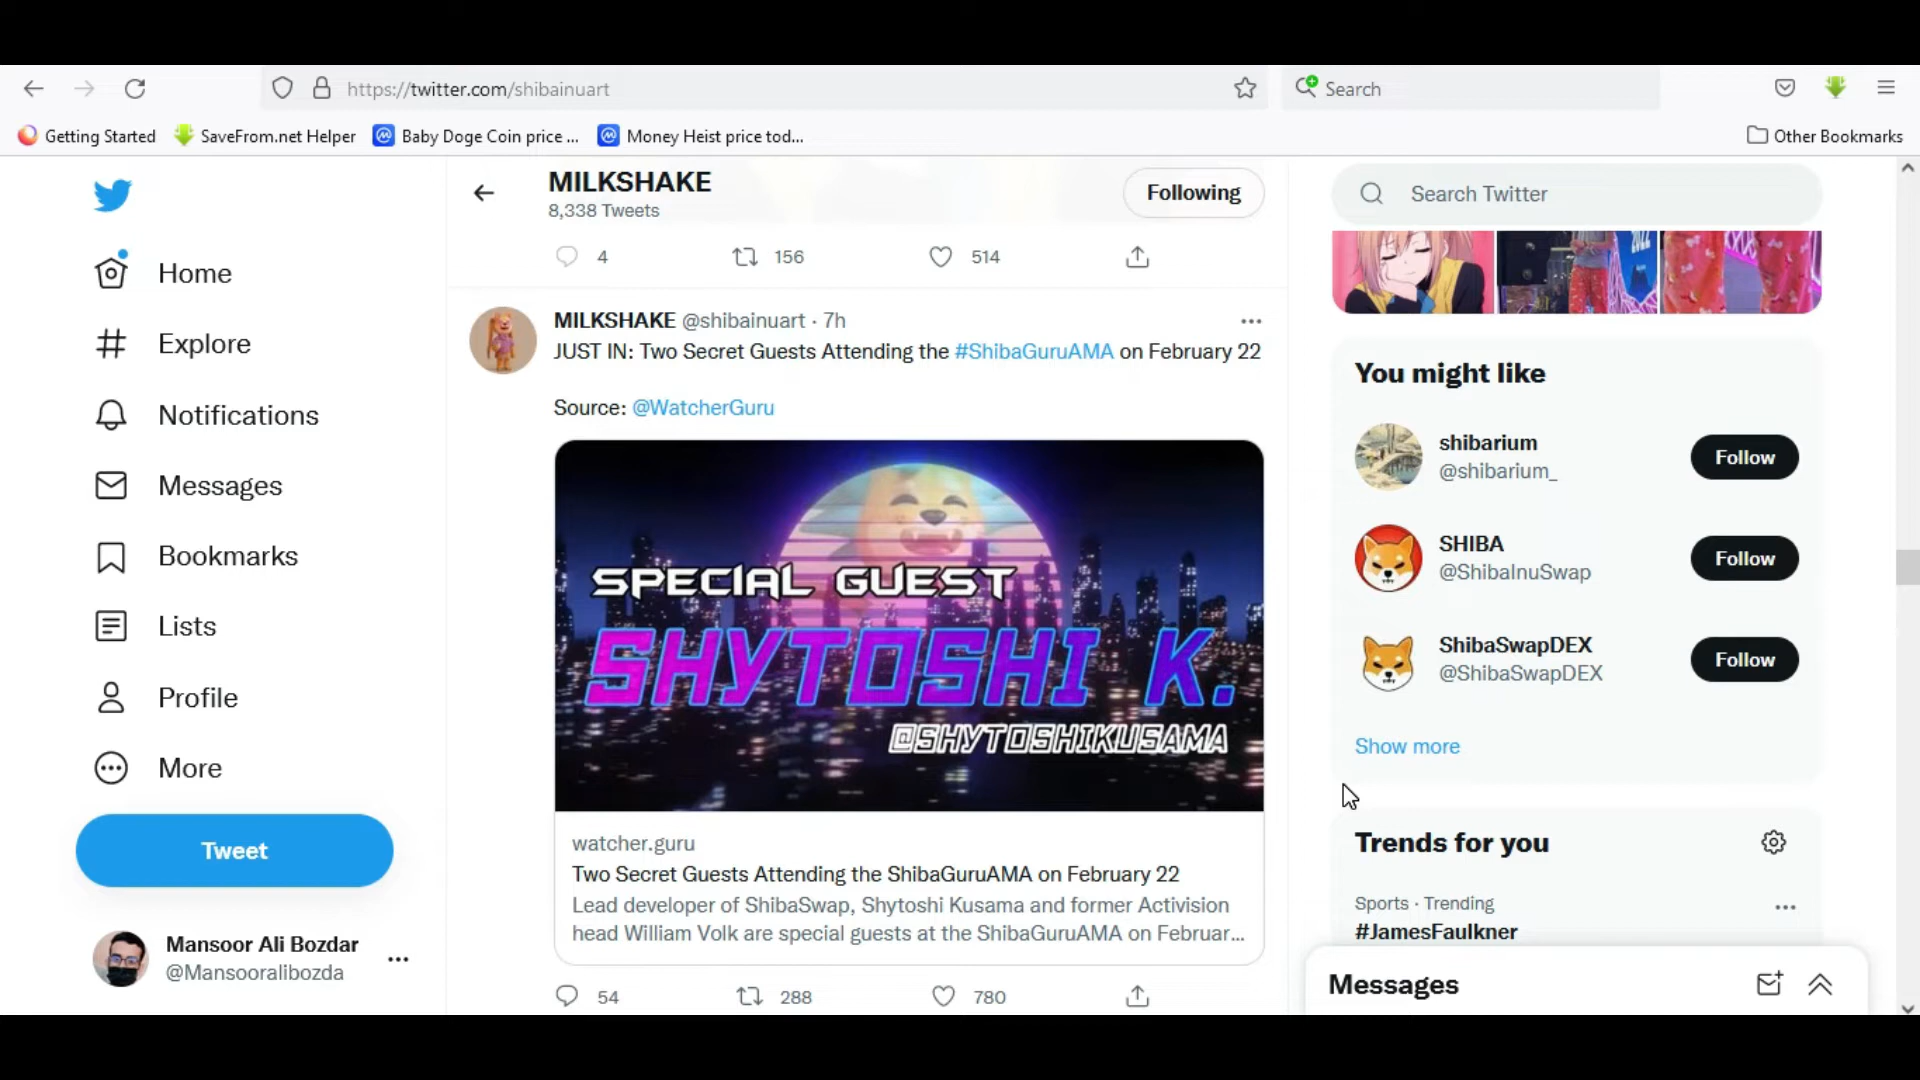 https://twitter.com/shibainuart
Search
Getting Started
SaveFrom.net Helper
Baby Doge Coin price ...
Money Heist price tod...
Other Bookmarks
Home
Explore
Notifications
Messages
Bookmarks
Lists
Profile
More
Tweet
Mansoor Ali Bozdar
@Mansooralibozda
MILKSHAKE
8,338 Tweets
Following
4 156 514
MILKSHAKE @shibainuart · 7h
JUST IN: Two Secret Guests Attending the #ShibaGuruAMA on February 22
Source: @WatcherGuru
SPECIAL GUEST
SHYTOSHI K.
@SHYTOSHIKUSAMA
watcher.guru
Two Secret Guests Attending the ShibaGuruAMA on February 22
Lead developer of ShibaSwap, Shytoshi Kusama and former Activision
head William Volk are special guests at the ShibaGuruAMA on Februar...
54 288 780
Search Twitter
2022
You might like
shibarium
@shibarium_
Follow
SHIBA
@ShibaInuSwap
Follow
ShibaSwapDEX
@ShibaSwapDEX
Follow
Show more
Trends for you
Sports · Trending
#JamesFaulkner
Messages